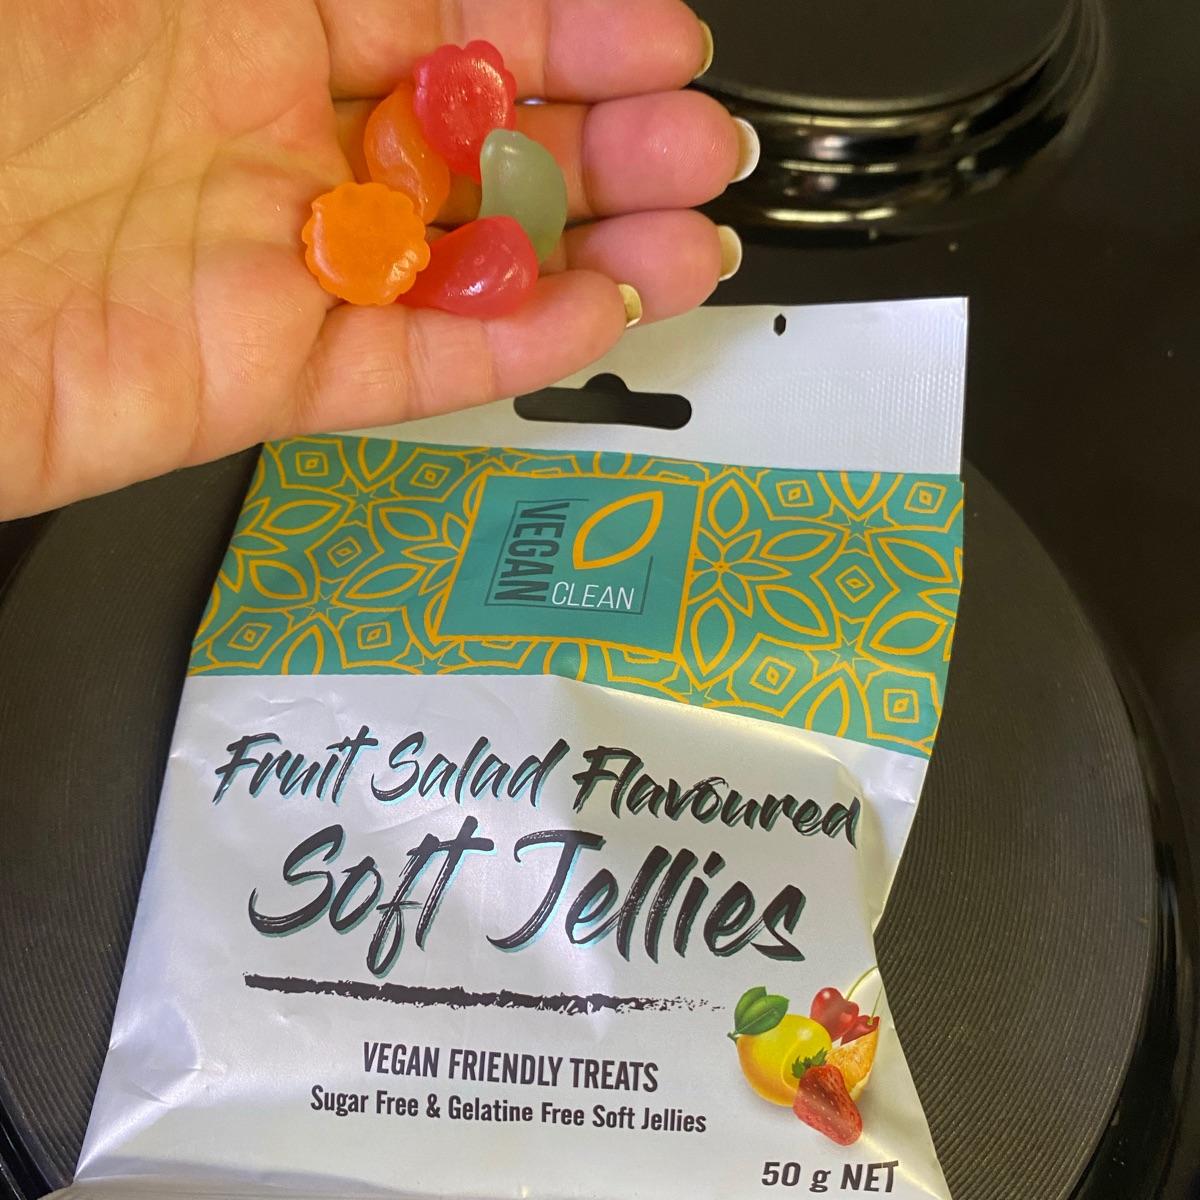 VEGAN
CLEAN
Fruit Salad Flavoured
Soft Jellies
VEGAN FRIENDLY TREATS
Sugar Free & Gelatine Free Soft Jellies
50 g NET